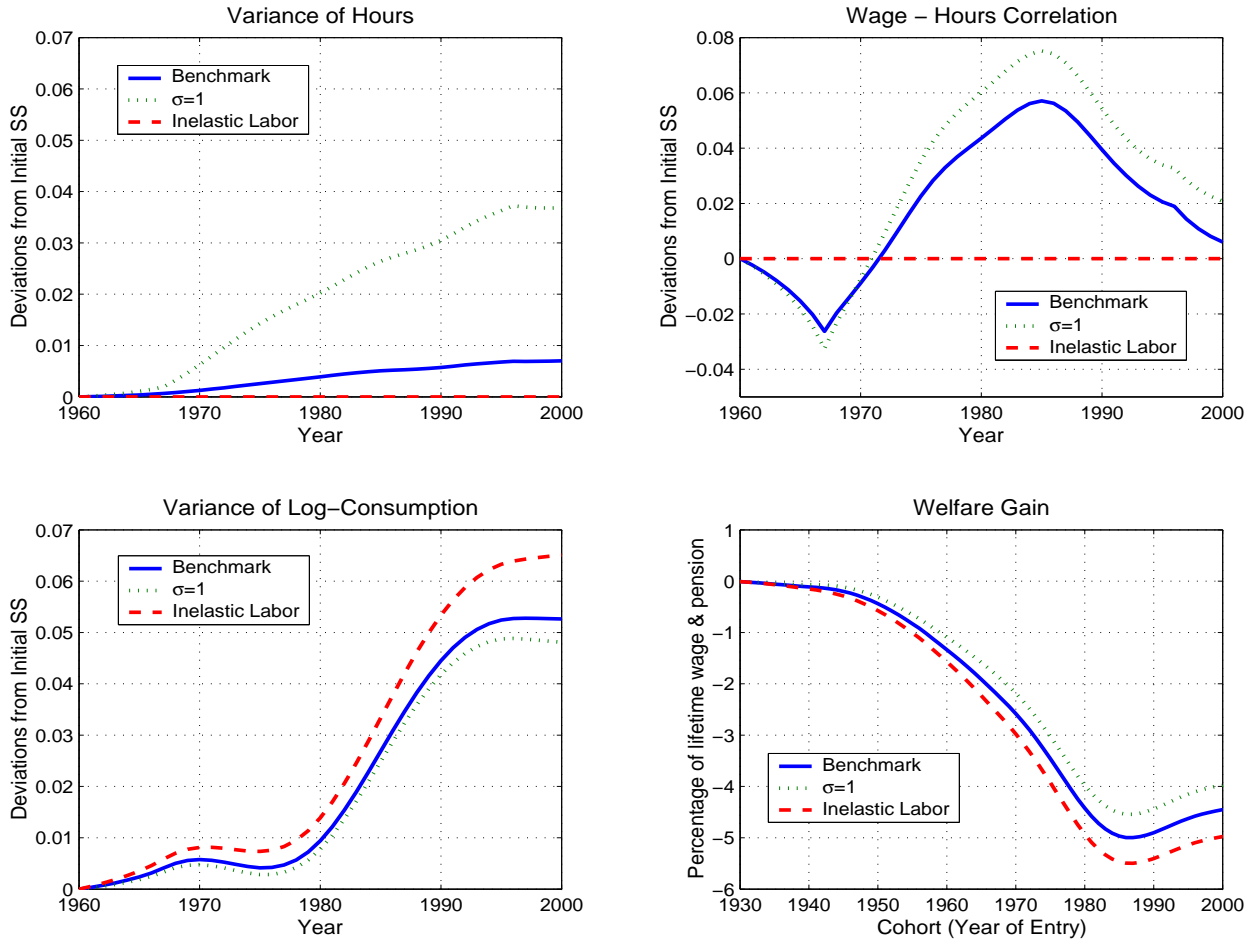 Variance of Hours
Deviations from Initial SS
0.07
0.06
0.05
0.04
0.03
0.02
0.01
0
Benchmark
σ=1
Inelastic Labor
1960 1970 1980 1990 2000
Year
Wage − Hours Correlation
Deviations from Initial SS
0.08
0.06
0.04
0.02
0
−0.02
−0.04
Benchmark
σ=1
Inelastic Labor
1960 1970 1980 1990 2000
Year
Variance of Log−Consumption
Deviations from Initial SS
0.07
0.06
0.05
0.04
0.03
0.02
0.01
0
Benchmark
σ=1
Inelastic Labor
1960 1970 1980 1990 2000
Year
Welfare Gain
Percentage of lifetime wage & pension
1
0
−1
−2
−3
−4
−5
−6
Benchmark
σ=1
Inelastic Labor
1930 1940 1950 1960 1970 1980 1990 2000
Cohort (Year of Entry)